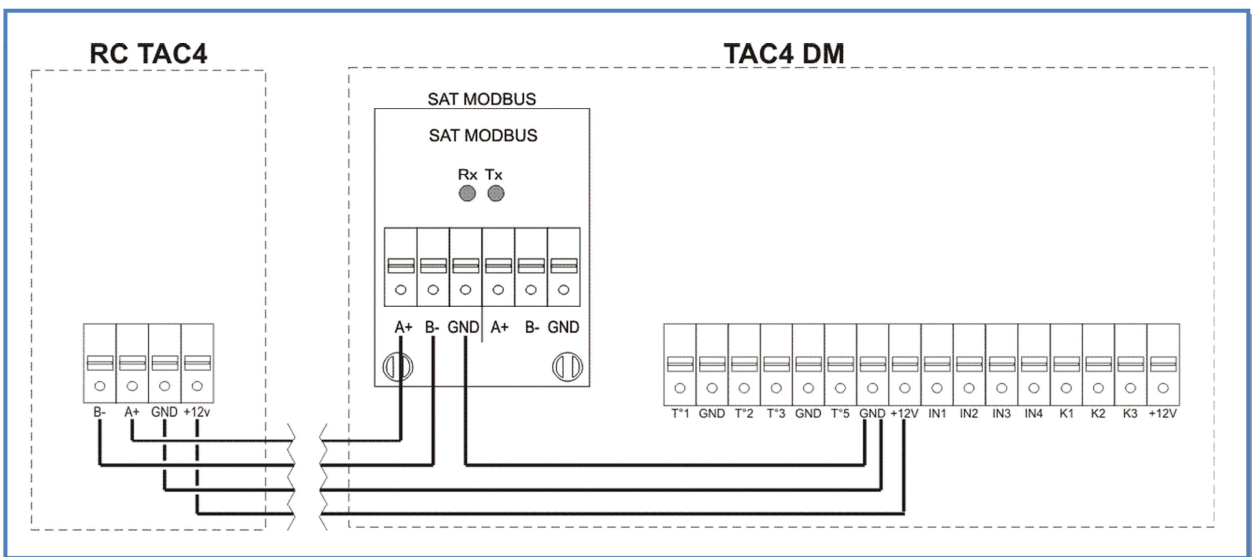 RC TAC4
TAC4 DM
SAT MODBUS
SAT MODBUS
Rx Tx
A+ B- GND A+ B- GND
B- A+ GND +12v
T°1 GND T°2 T°3 GND T°5 GND +12V IN1 IN2 IN3 IN4 K1 K2 K3 +12V